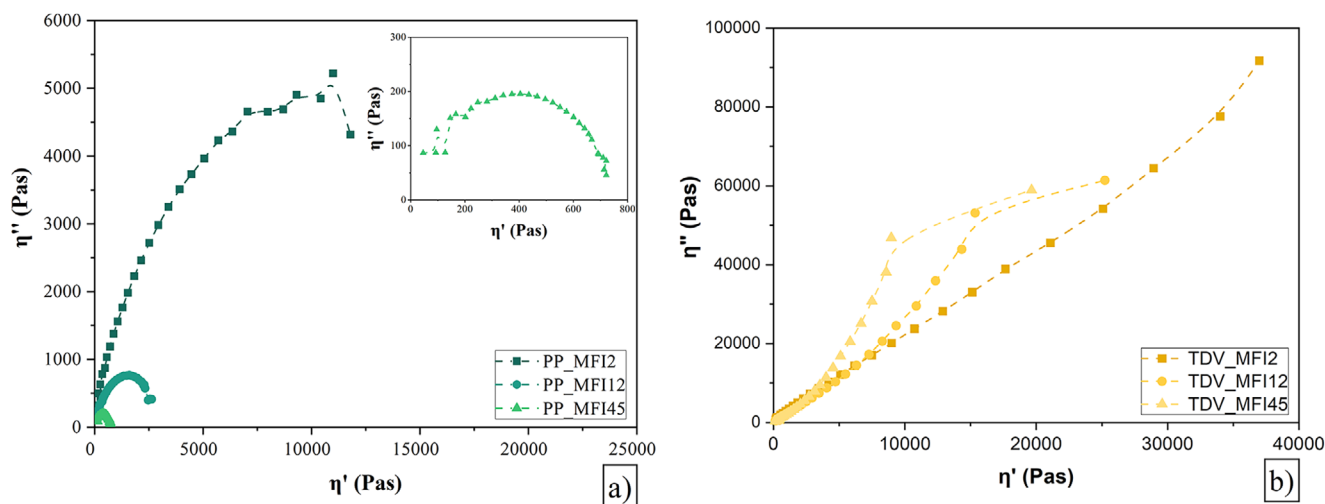 6000
5000
4000
3000
2000
1000
0
η'' (Pas)
0
5000
10000
15000
20000
25000
η' (Pas)
300
200
100
0
η'' (Pas)
0
200
400
600
800
η' (Pas)
PP_MFI2
PP_MFI12
PP_MFI45
a)
100000
80000
60000
40000
20000
0
η'' (Pas)
0
10000
20000
30000
40000
η' (Pas)
TDV_MFI2
TDV_MFI12
TDV_MFI45
b)